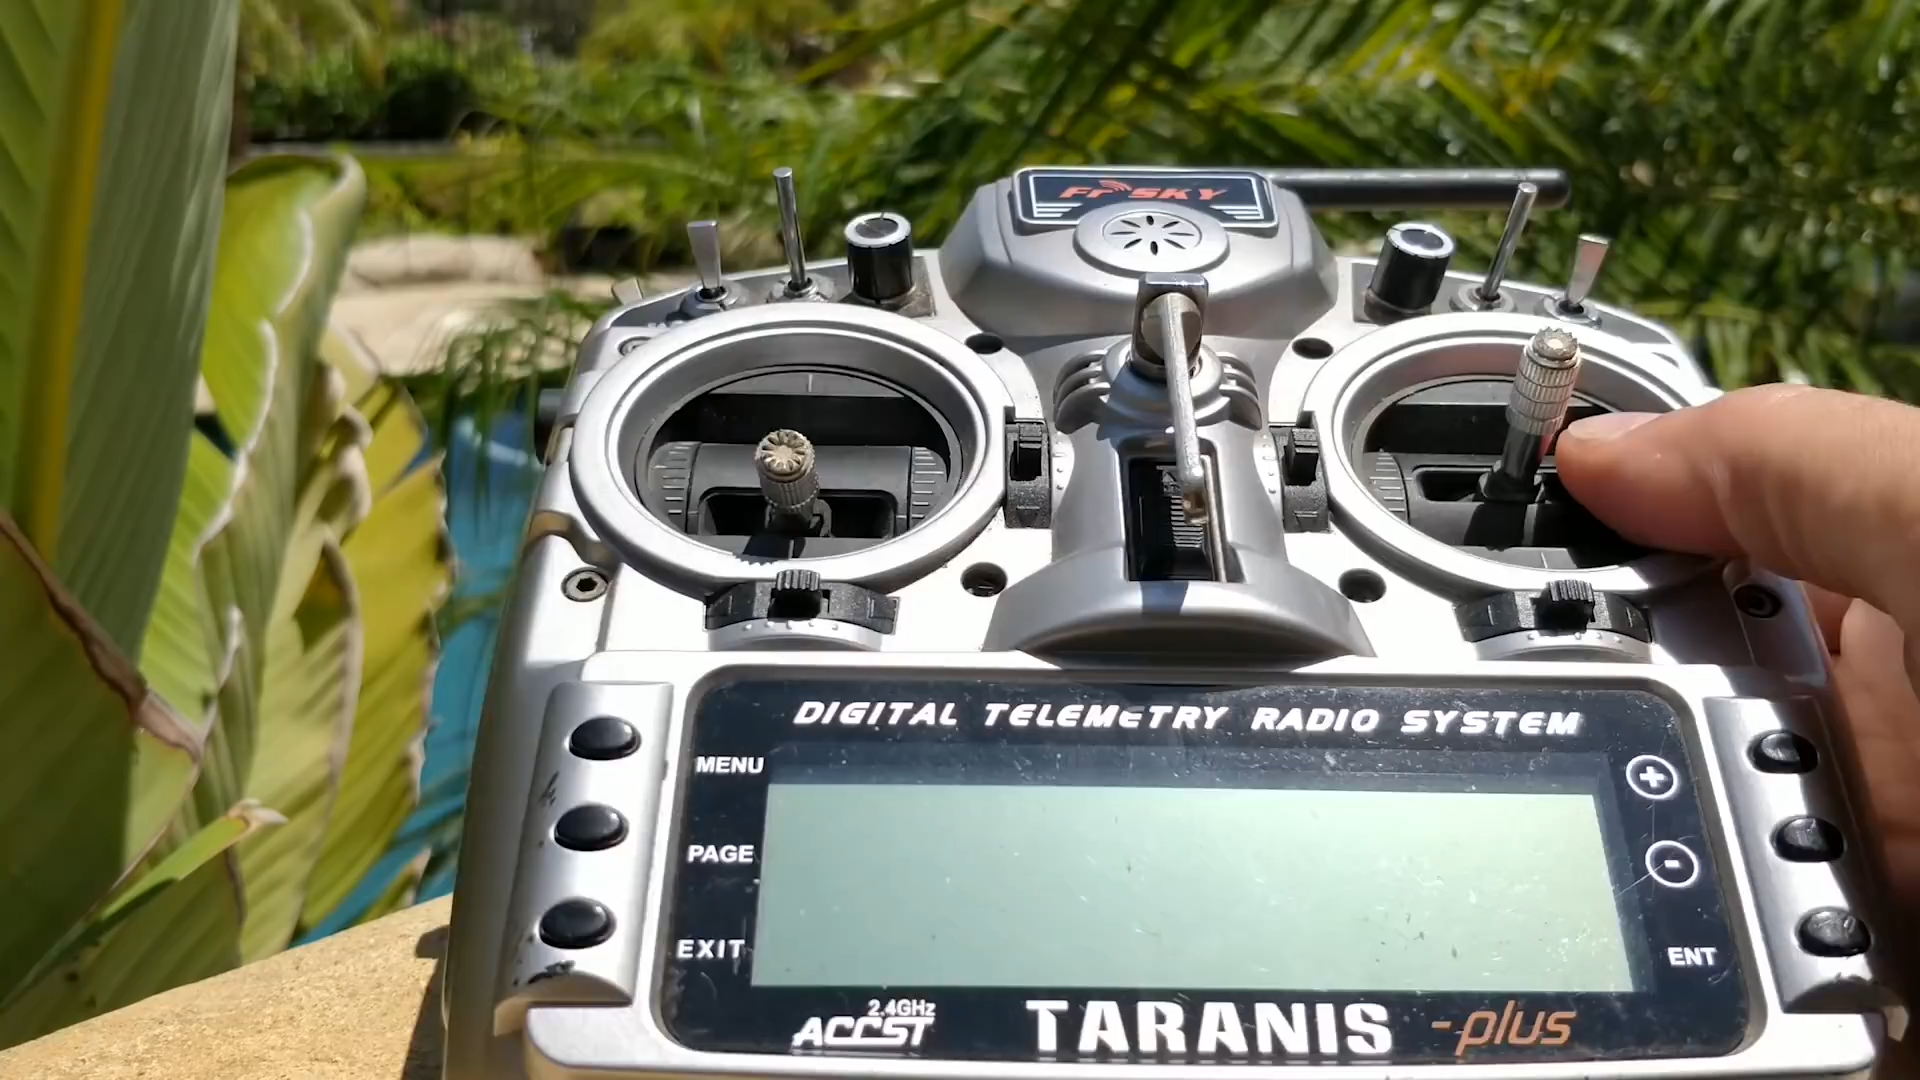 FrSKY
DIGITAL TELEMETRY RADIO SYSTEM
MENU
+
PAGE
-
EXIT
ENT
2.4GHz
ACCST
TARANIS -plus